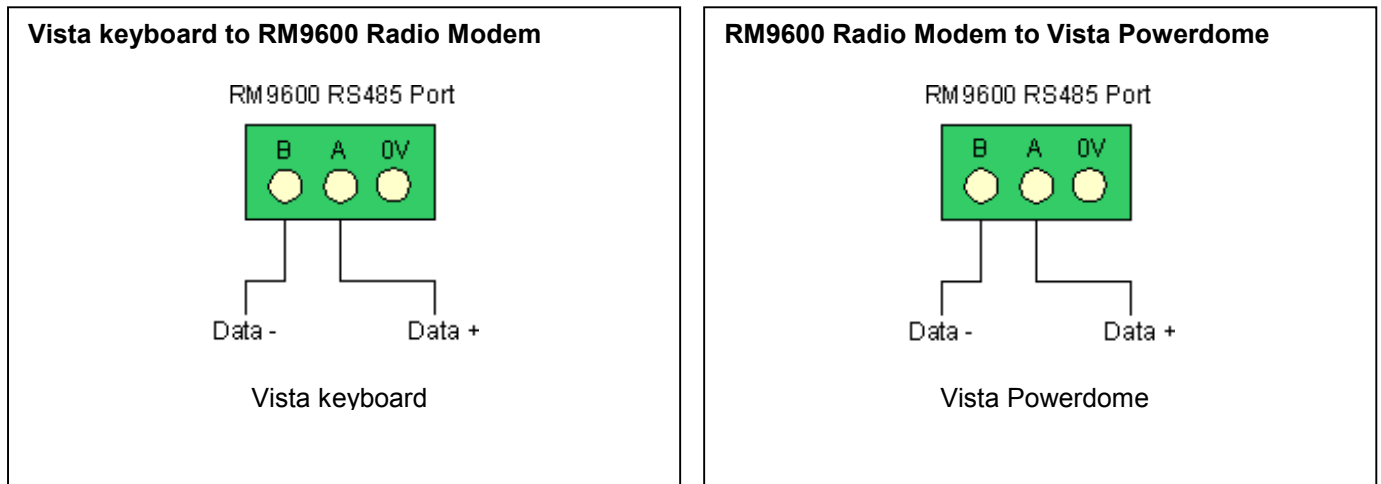 Vista keyboard to RM9600 Radio Modem
RM9600 RS485 Port
B A 0V
Data - Data +
Vista keyboard
RM9600 Radio Modem to Vista Powerdome
RM9600 RS485 Port
B A 0V
Data - Data +
Vista Powerdome